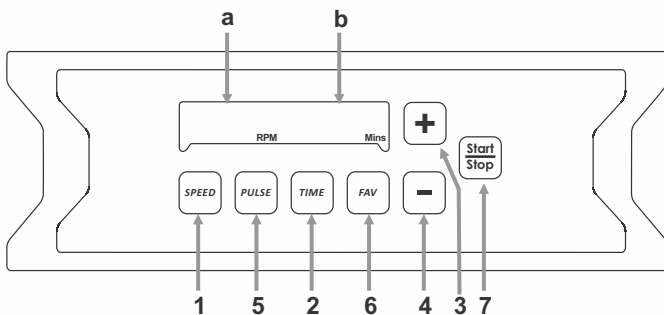 a b
RPM Mins
+
Start
Stop
SPEED PULSE TIME FAV -
1 5 2 6 4 3 7